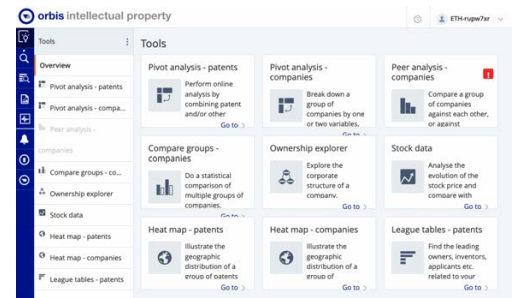 orbis intellectual property
ETH-rupw7xr
Tools
Overview
Pivot analysis - patents
Pivot analysis - compa...
Peer analysis -
companies
Compare groups - co...
Ownership explorer
Stock data
Heat map - patents
Heat map - companies
League tables - patents
Tools
Pivot analysis - patents
Perform online
analysis by
combining patent
and/or other
Go to
Pivot analysis -
companies
Break down a
group of
companies by one
or two variables,
Go to
Peer analysis -
companies
!
Compare a group
of companies
against each other,
or against
Go to
Compare groups -
companies
Do a statistical
comparison of
multiple groups of
companies.
Go to
Ownership explorer
Explore the
corporate
structure of a
company.
Go to
Stock data
Analyse the
evolution of the
stock price and
compare with
Go to
Heat map - patents
Illustrate the
geographic
distribution of a
group of patents
Go to
Heat map - companies
Illustrate the
geographic
distribution of a
group of
Go to
League tables - patents
Find the leading
owners, inventors,
applicants etc.
related to your
Go to